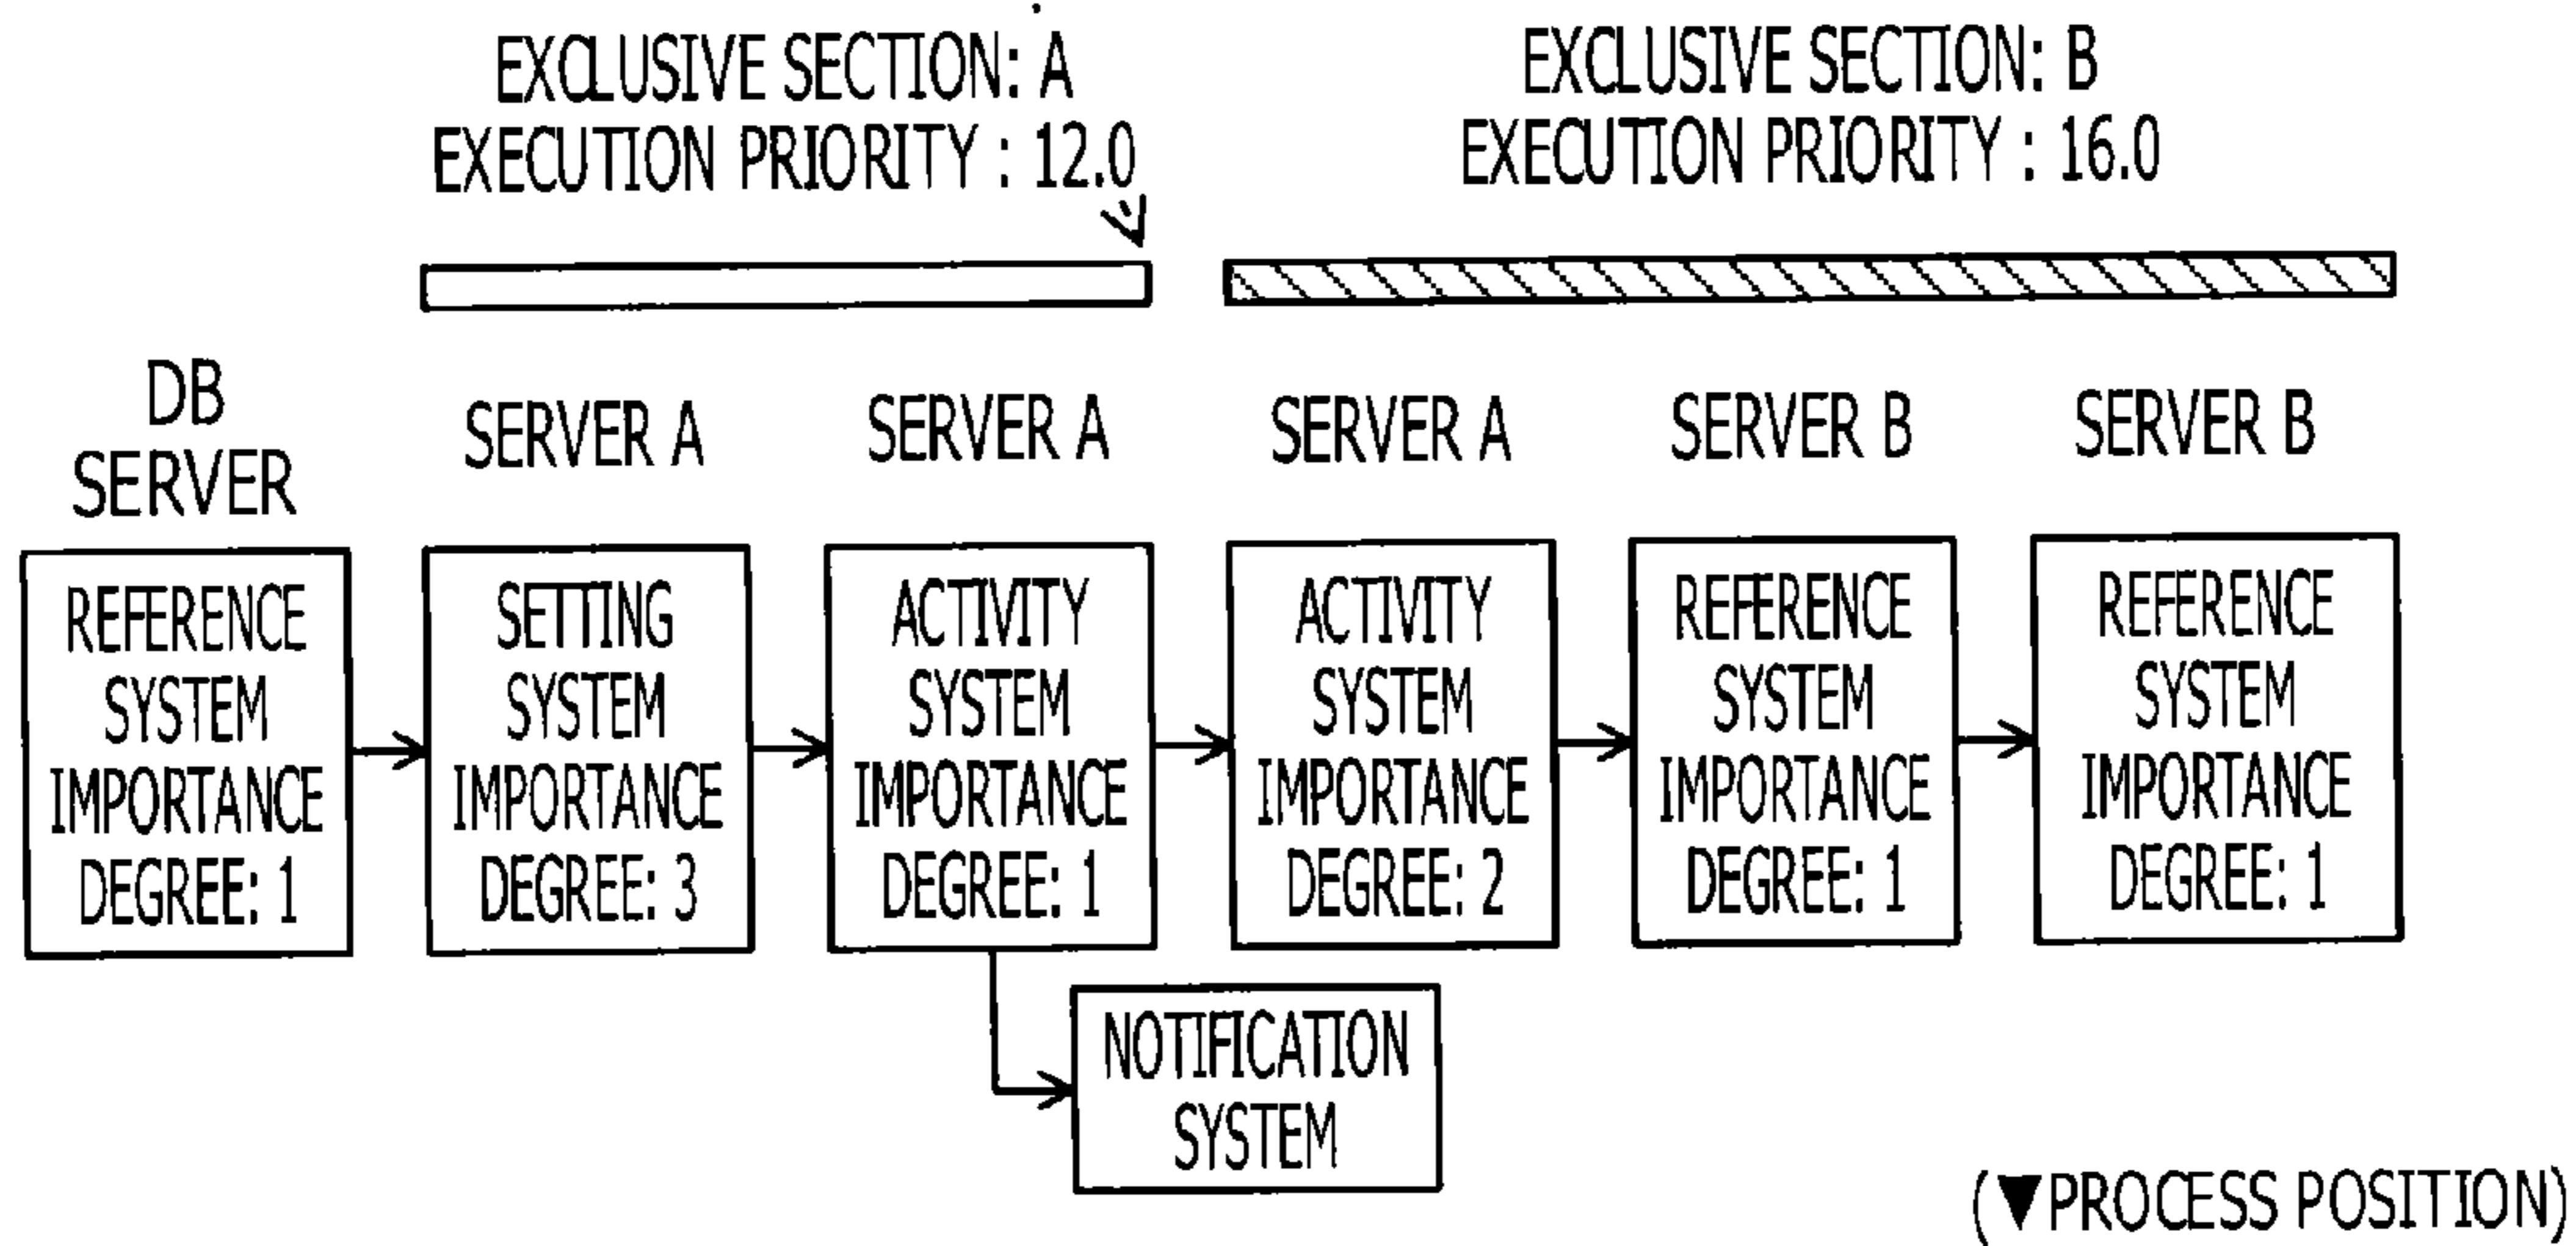 EXCLUSIVE SECTION: A
EXECUTION PRIORITY : 12.0
EXCLUSIVE SECTION: B
EXECUTION PRIORITY : 16.0
DB
SERVER
SERVER A
SERVER A
SERVER A
SERVER B
SERVER B
REFERENCE
SYSTEM
IMPORTANCE
DEGREE: 1
SETTING
SYSTEM
IMPORTANCE
DEGREE: 3
ACTIVITY
SYSTEM
IMPORTANCE
DEGREE: 1
ACTIVITY
SYSTEM
IMPORTANCE
DEGREE: 2
REFERENCE
SYSTEM
IMPORTANCE
DEGREE: 1
REFERENCE
SYSTEM
IMPORTANCE
DEGREE: 1
NOTIFICATION
SYSTEM
(▼PROCESS POSITION)